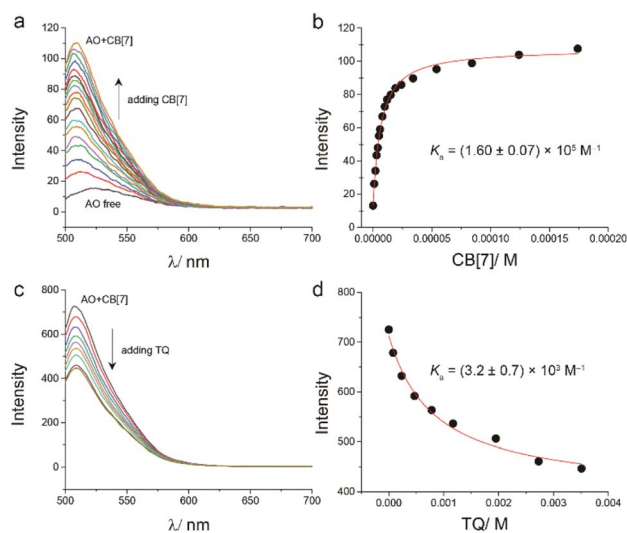 a
120
100
80
60
40
20
0
Intensity
AO+CB[7]
adding CB[7]
AO free
500 550 600 650 700
λ/ nm
b
120
100
80
60
40
20
0
Intensity
Kₐ = (1.60 ± 0.07) × 10⁵ M⁻¹
0.00000 0.00005 0.00010 0.00015 0.00020
CB[7]/ M
c
800
600
400
200
0
Intensity
AO+CB[7]
adding TQ
500 550 600 650 700
λ/ nm
d
800
700
600
500
400
Intensity
Kₐ = (3.2 ± 0.7) × 10³ M⁻¹
0.000 0.001 0.002 0.003 0.004
TQ/ M